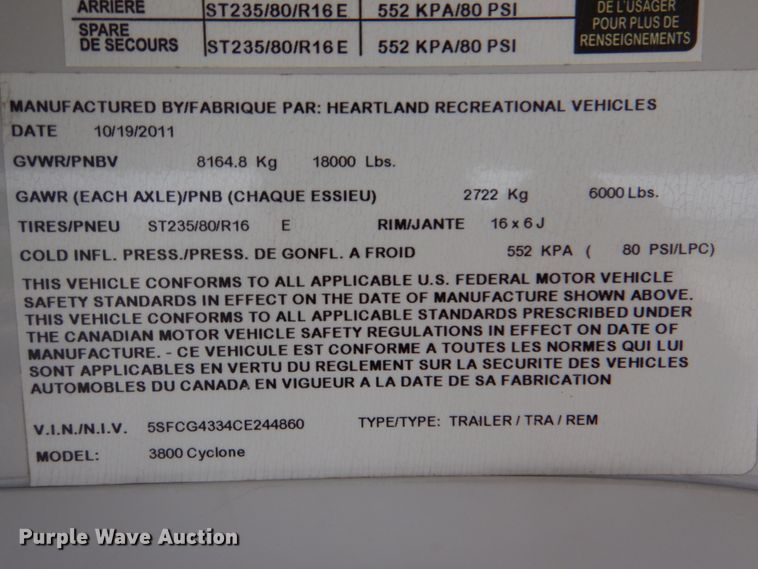 ARRIÈRE ST235/80/R16 E 552 KPA/80 PSI
SPARE
DE SECOURS ST235/80/R16 E 552 KPA/80 PSI
DE L'USAGER
POUR PLUS DE
RENSEIGNEMENTS
MANUFACTURED BY/FABRIQUE PAR: HEARTLAND RECREATIONAL VEHICLES
DATE 10/19/2011
GVWR/PNBV 8164.8 Kg 18000 Lbs.
GAWR (EACH AXLE)/PNB (CHAQUE ESSIEU) 2722 Kg 6000 Lbs.
TIRES/PNEU ST235/80/R16 E RIM/JANTE 16 x 6 J
COLD INFL. PRESS./PRESS. DE GONFL. A FROID 552 KPA ( 80 PSI/LPC)
THIS VEHICLE CONFORMS TO ALL APPLICABLE U.S. FEDERAL MOTOR VEHICLE
SAFETY STANDARDS IN EFFECT ON THE DATE OF MANUFACTURE SHOWN ABOVE.
THIS VEHICLE CONFORMS TO ALL APPLICABLE STANDARDS PRESCRIBED UNDER
THE CANADIAN MOTOR VEHICLE SAFETY REGULATIONS IN EFFECT ON DATE OF
MANUFACTURE. - CE VEHICULE EST CONFORME A TOUTES LES NORMES QUI LUI
SONT APPLICABLES EN VERTU DU REGLEMENT SUR LA SECURITE DES VEHICLES
AUTOMOBILES DU CANADA EN VIGUEUR A LA DATE DE SA FABRICATION
V.I.N./N.I.V. 5SFCG4334CE244860 TYPE/TYPE: TRAILER / TRA / REM
MODEL: 3800 Cyclone
Purple Wave Auction